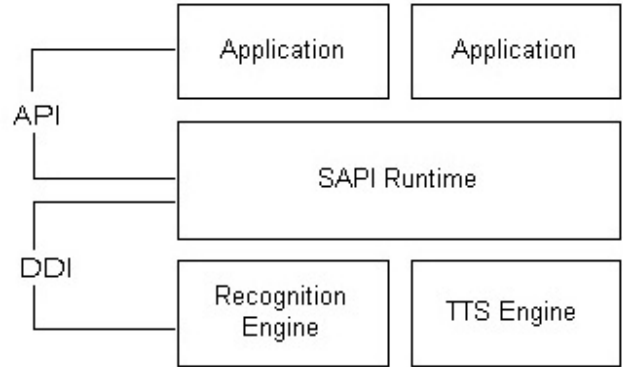 Application
Application
API
SAPI Runtime
DDI
Recognition
Engine
TTS Engine